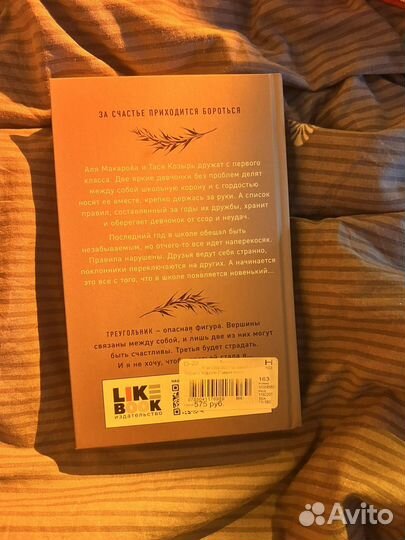 ЗА СЧАСТЬЕ ПРИХОДИТСЯ БОРОТЬСЯ
Аля Макарова и Тася Козырь дружат с первого
класса. Две яркие девчонки без проблем делят
между собой школьную корону и с гордостью
носят ее вместе, крепко держась за руки. А список
правил, составленный за годы их дружбы, хранит
и оберегает девчонок от ссор и неудач.
Последний год в школе обещал быть
незабываемым, но отчего-то все идет наперекосяк.
Правила нарушены. Друзья ведут себя странно,
поклонники переключаются на других. А начинается
это все с того, что в школе появляется новенький...
ТРЕУГОЛЬНИК – опасная фигура. Вершины
связаны между собой, и лишь две из них могут
быть счастливы. Третья будет страдать.
И я не хочу, что
LIKE
BOOK
издательство
163
575 руб.
Avito